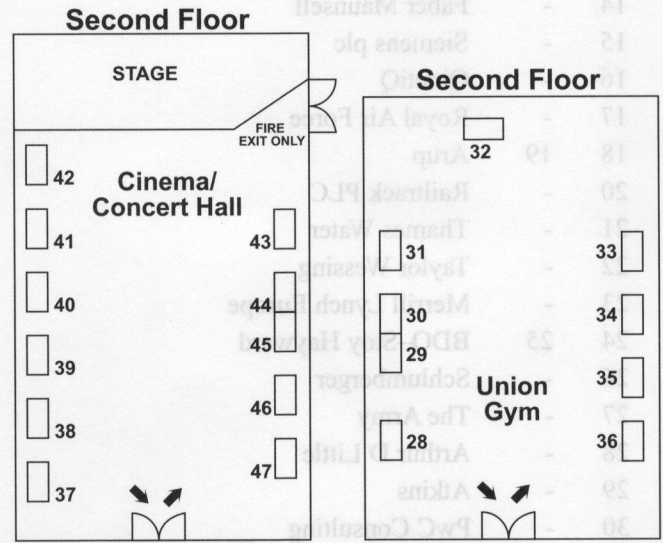 Second Floor
STAGE
FIRE
EXIT ONLY
Cinema/
Concert Hall
42
41
40
39
38
37
43
44
45
46
47
Second Floor
32
31
30
29
28
33
34
35
36
Union
Gym
14 - Faber Maunsell
15 - Siemens plc
16
17 - Royal Air Force
18 19 Arup
20 - Railtrack PLC
21 - Thames Water
22 - Taylor Wessing
23 - Merrill Lynch Europe
24 25 BDO Stoy Hayward
- Schlumberger
27 - The Army
28 - Arthur D Little
29 - Atkins
30 - PwC Consulting